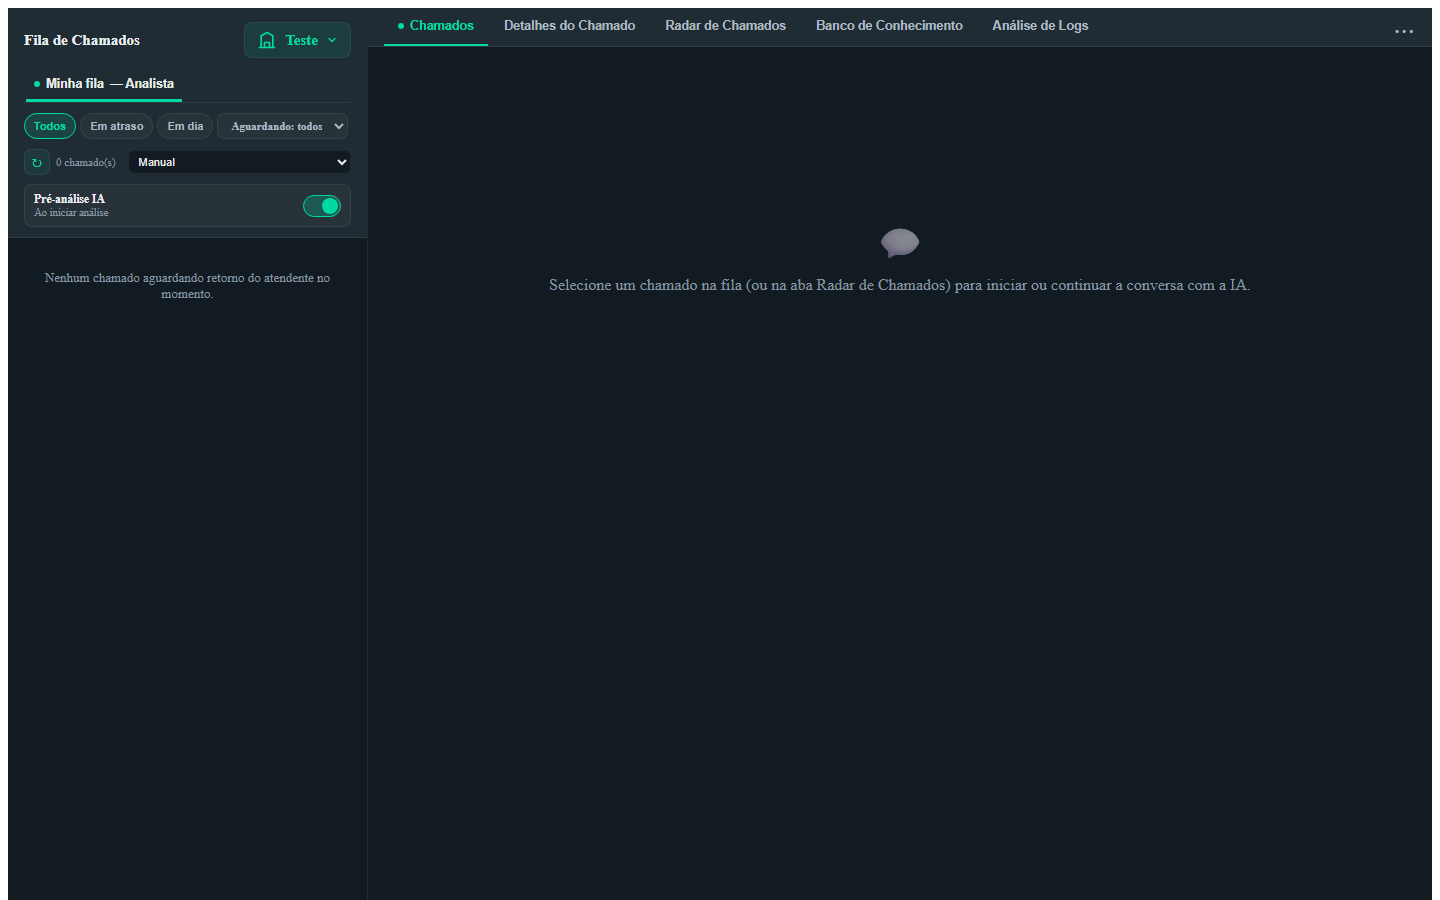 Fila de Chamados
Teste
Minha fila — Analista
Todos
Em atraso
Em dia
Aguardando: todos
0 chamado(s)
Manual
Pré-análise IA
Ao iniciar análise
Nenhum chamado aguardando retorno do atendente no
momento.
Chamados
Detalhes do Chamado
Radar de Chamados
Banco de Conhecimento
Análise de Logs
Selecione um chamado na fila (ou na aba Radar de Chamados) para iniciar ou continuar a conversa com a IA.